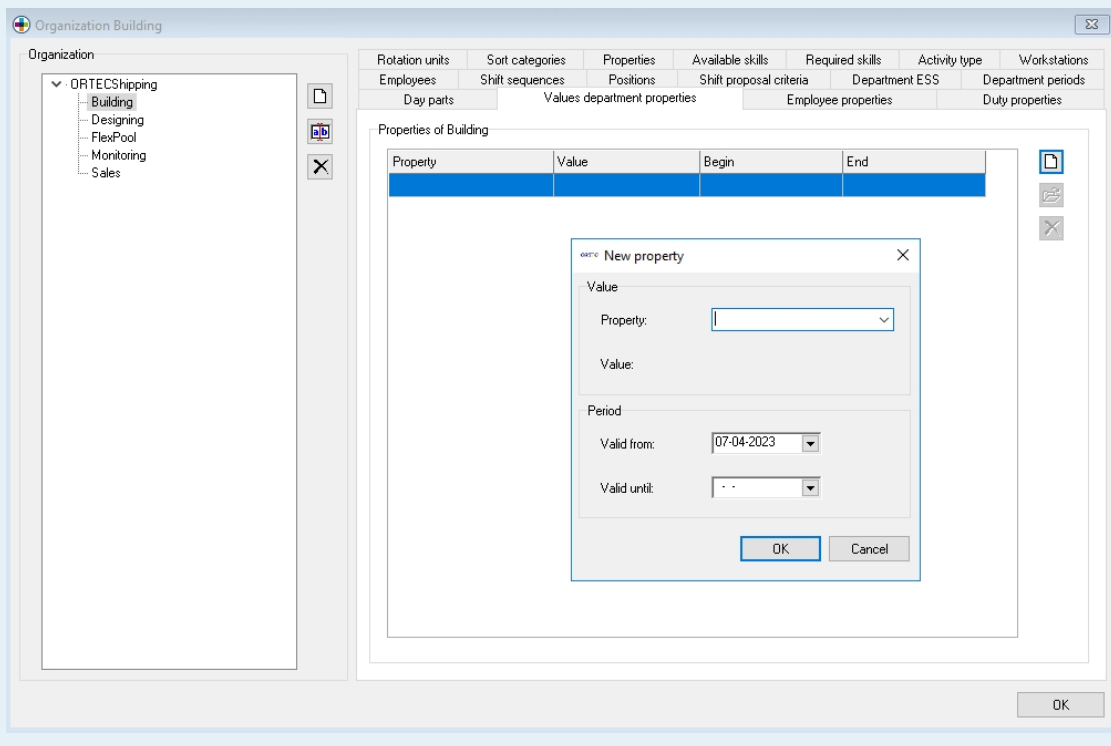 Organization Building
Organization
ORTECShipping
Building
Designing
FlexPool
Monitoring
Sales
Rotation units Sort categories Properties Available skills Required skills Activity type Workstations
Employees Shift sequences Positions Shift proposal criteria Department ESS Department periods
Day parts Values department properties Employee properties Duty properties
Properties of Building
Property Value Begin End
New property
Value
Property:
Value:
Period
Valid from: 07-04-2023
Valid until: - -
OK Cancel
OK